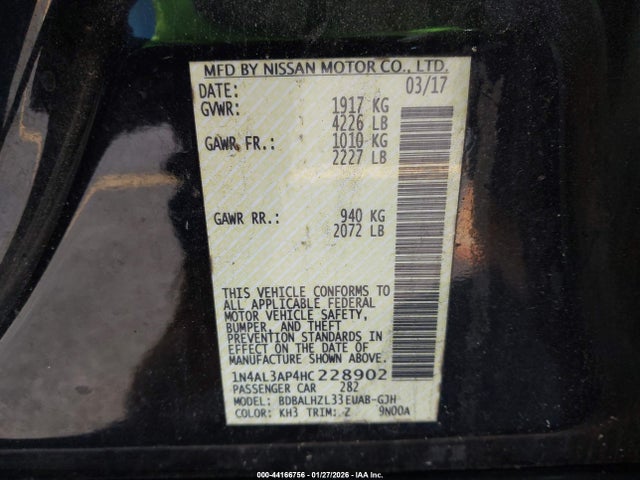 MFD BY NISSAN MOTOR CO., LTD.
DATE: 03/17
GVWR: 1917 KG
4226 LB
GAWR FR.: 1010 KG
2227 LB
GAWR RR.: 940 KG
2072 LB
THIS VEHICLE CONFORMS TO
ALL APPLICABLE FEDERAL
MOTOR VEHICLE SAFETY,
BUMPER, AND THEFT
PREVENTION STANDARDS IN
EFFECT ON THE DATE OF
MANUFACTURE SHOWN ABOVE.
1N4AL3AP4HC228902
PASSENGER CAR 282
MODEL: BDBALHZL33EUAB-GJH
COLOR: KH3 TRIM: Z 9N00A
000-44166756 - 01/27/2026 - IAAI.COM